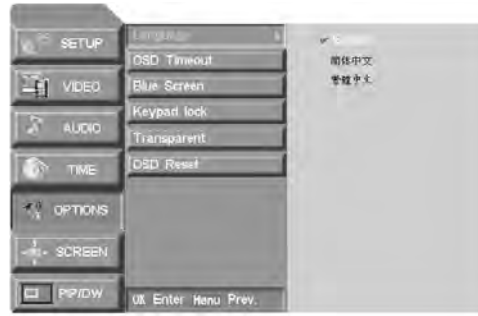 SETUP
VIDEO
AUDIO
TIME
OPTIONS
SCREEN
PIP/DW
Language
OSD Timeout
Blue Screen
Keypad lock
Transparent
OSD Reset
OK Enter Menu Prev.
简体中文
繁體中文